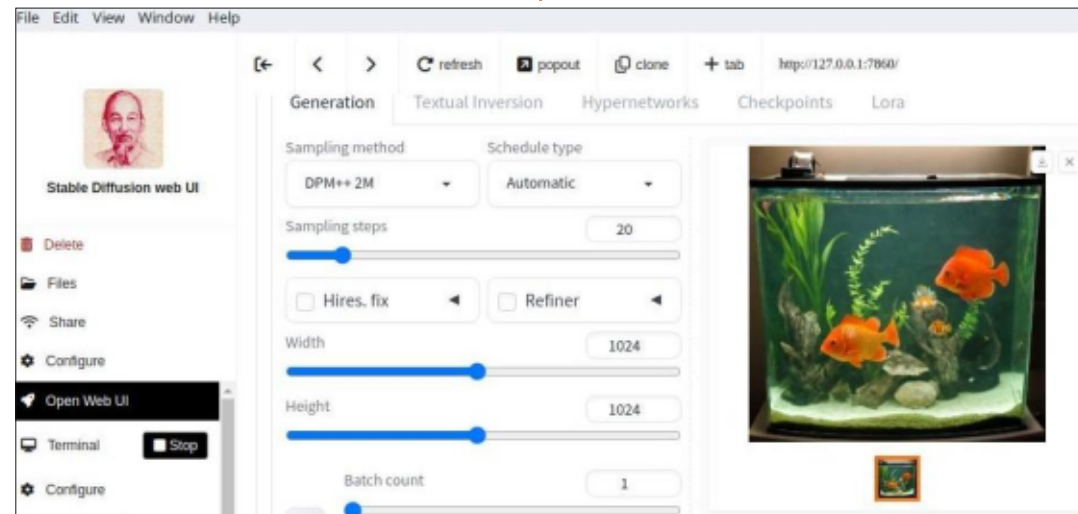 File Edit View Window Help
refresh popout clone tab http://127.0.0.1:7860/
Generation Textual Inversion Hypernetworks Checkpoints Lora
Stable Diffusion web UI
Delete
Files
Share
Configure
Open Web UI
Terminal Stop
Configure
Sampling method Schedule type
DPM++ 2M Automatic
Sampling steps 20
Hires. fix Refiner
Width 1024
Height 1024
Batch count 1